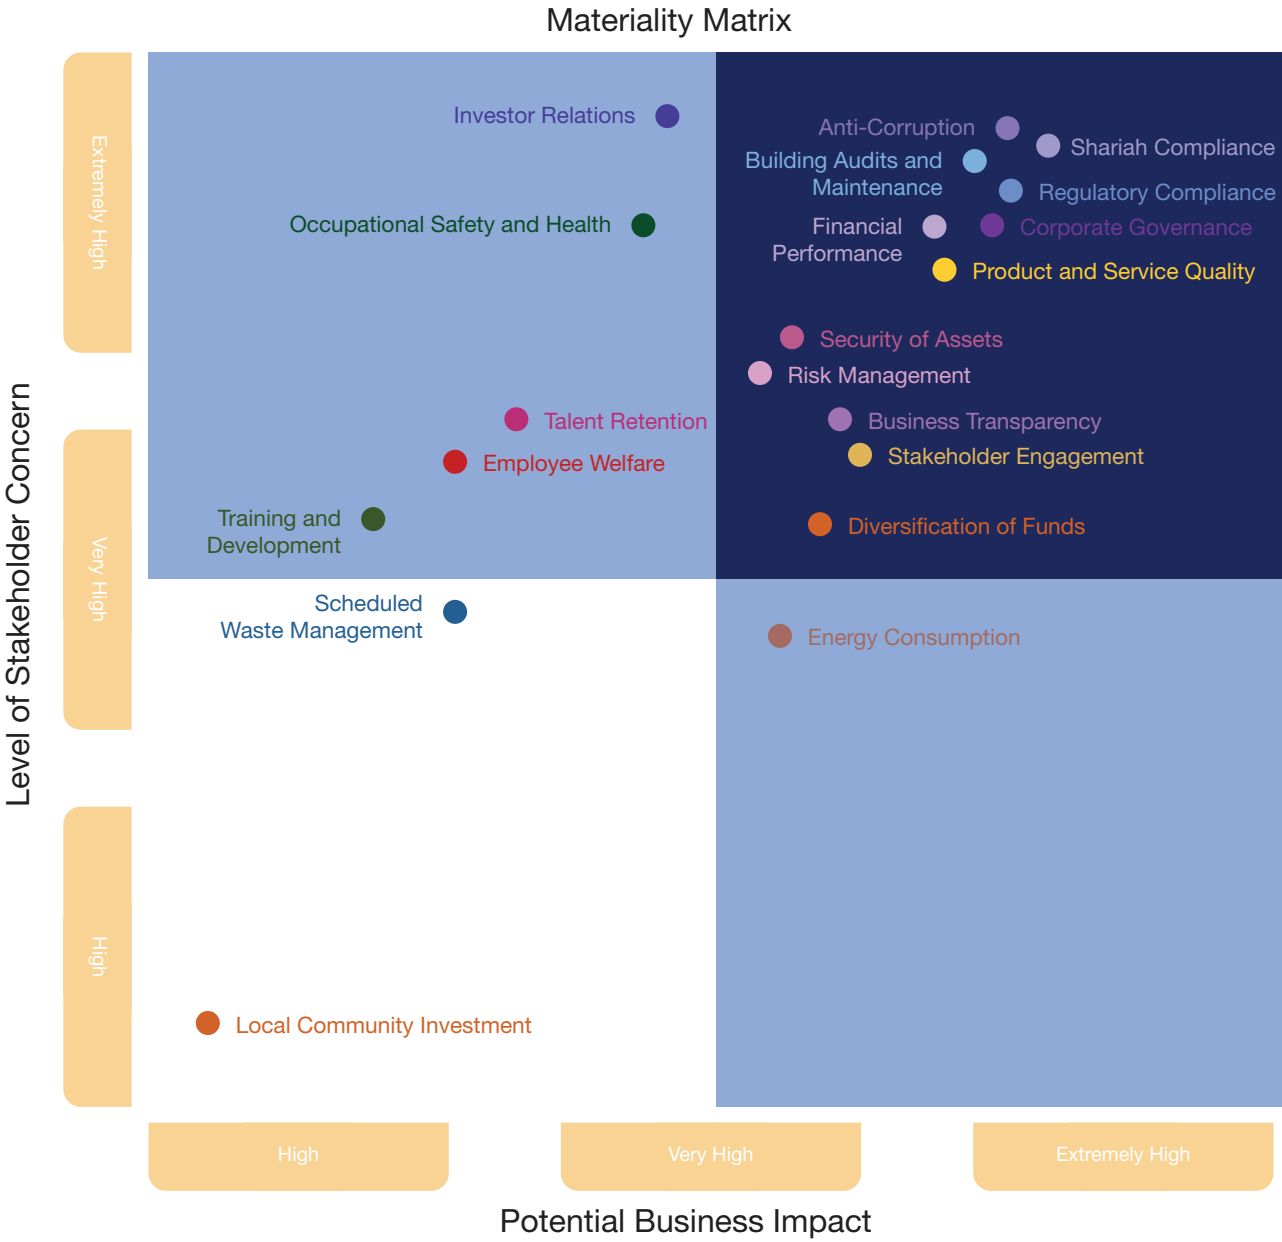 Materiality Matrix
Level of Stakeholder Concern
Extremely High
Very High
High
Investor Relations
Occupational Safety and Health
Talent Retention
Employee Welfare
Training and
Development
Anti-Corruption
Shariah Compliance
Building Audits and
Maintenance
Regulatory Compliance
Financial
Performance
Corporate Governance
Product and Service Quality
Security of Assets
Risk Management
Business Transparency
Stakeholder Engagement
Diversification of Funds
Scheduled
Waste Management
Energy Consumption
Local Community Investment
High
Very High
Extremely High
Potential Business Impact